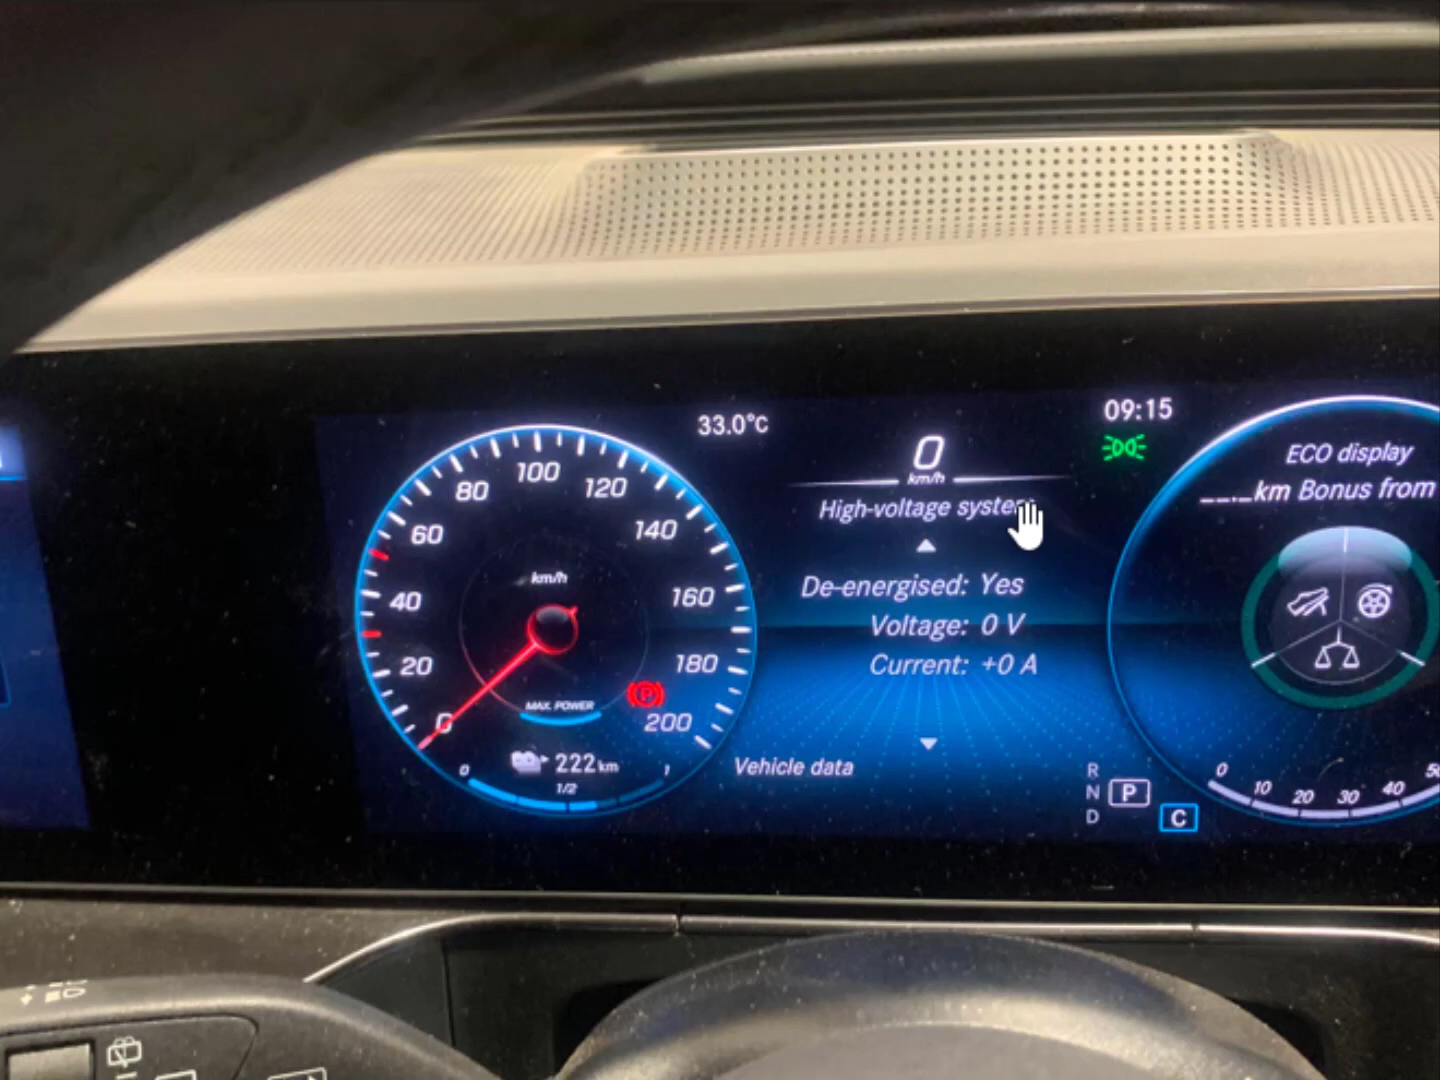 33.0°C
09:15
0
km/h
High-voltage system
De-energised: Yes
Voltage: 0 V
Current: +0 A
Vehicle data
0
20
40
60
80
100
120
140
160
180
200
km/h
MAX. POWER
P
222 km
0
1/2
1
R
N
D
P
C
ECO display
--.-km Bonus from
0
10
20
30
40